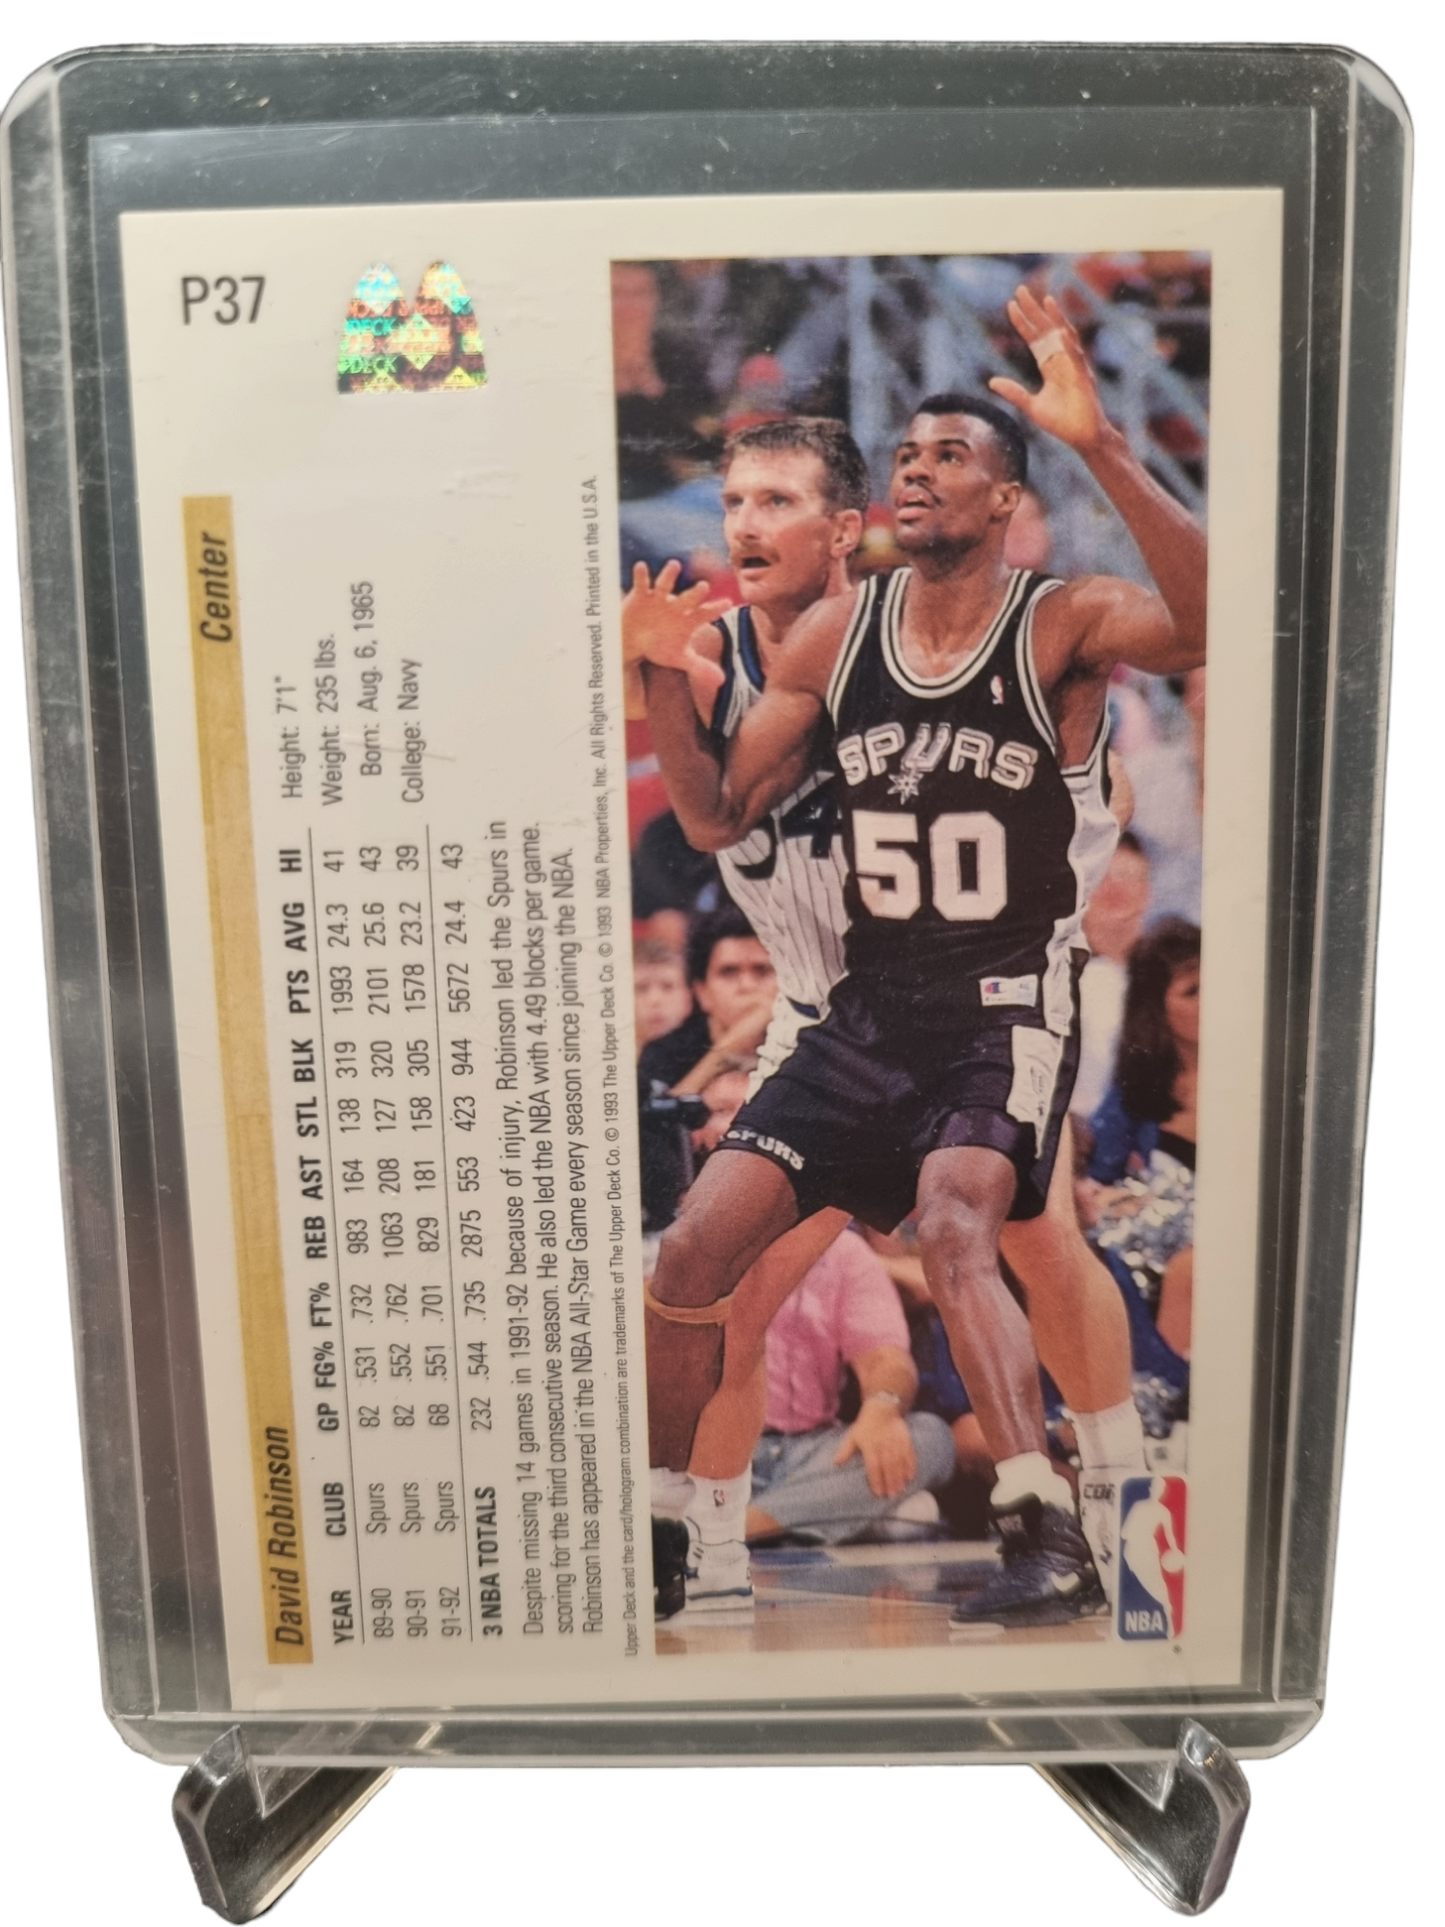 P37
David Robinson Center
YEAR CLUB GP FG% FT% REB AST STL BLK PTS AVG HI
89-90 Spurs 82 .531 .732 983 164 138 319 1993 24.3 41
90-91 Spurs 82 .552 .762 1063 208 127 320 2101 25.6 43
91-92 Spurs 68 .551 .701 829 181 158 305 1578 23.2 39
3 NBA TOTALS 232 .544 .735 2875 553 423 944 5672 24.4 43
Height: 7'1"
Weight: 235 lbs.
Born: Aug. 6, 1965
College: Navy
Despite missing 14 games in 1991-92 because of injury, Robinson led the Spurs in
scoring for the third consecutive season. He also led the NBA with 4.49 blocks per game.
Robinson has appeared in the NBA All-Star Game every season since joining the NBA.
Upper Deck and the card/hologram combination are trademarks of The Upper Deck Co. © 1993 The Upper Deck Co. © 1993 NBA Properties, Inc. All Rights Reserved. Printed in the U.S.A.
DECK
DECK
SPURS
50
SPURS
NBA